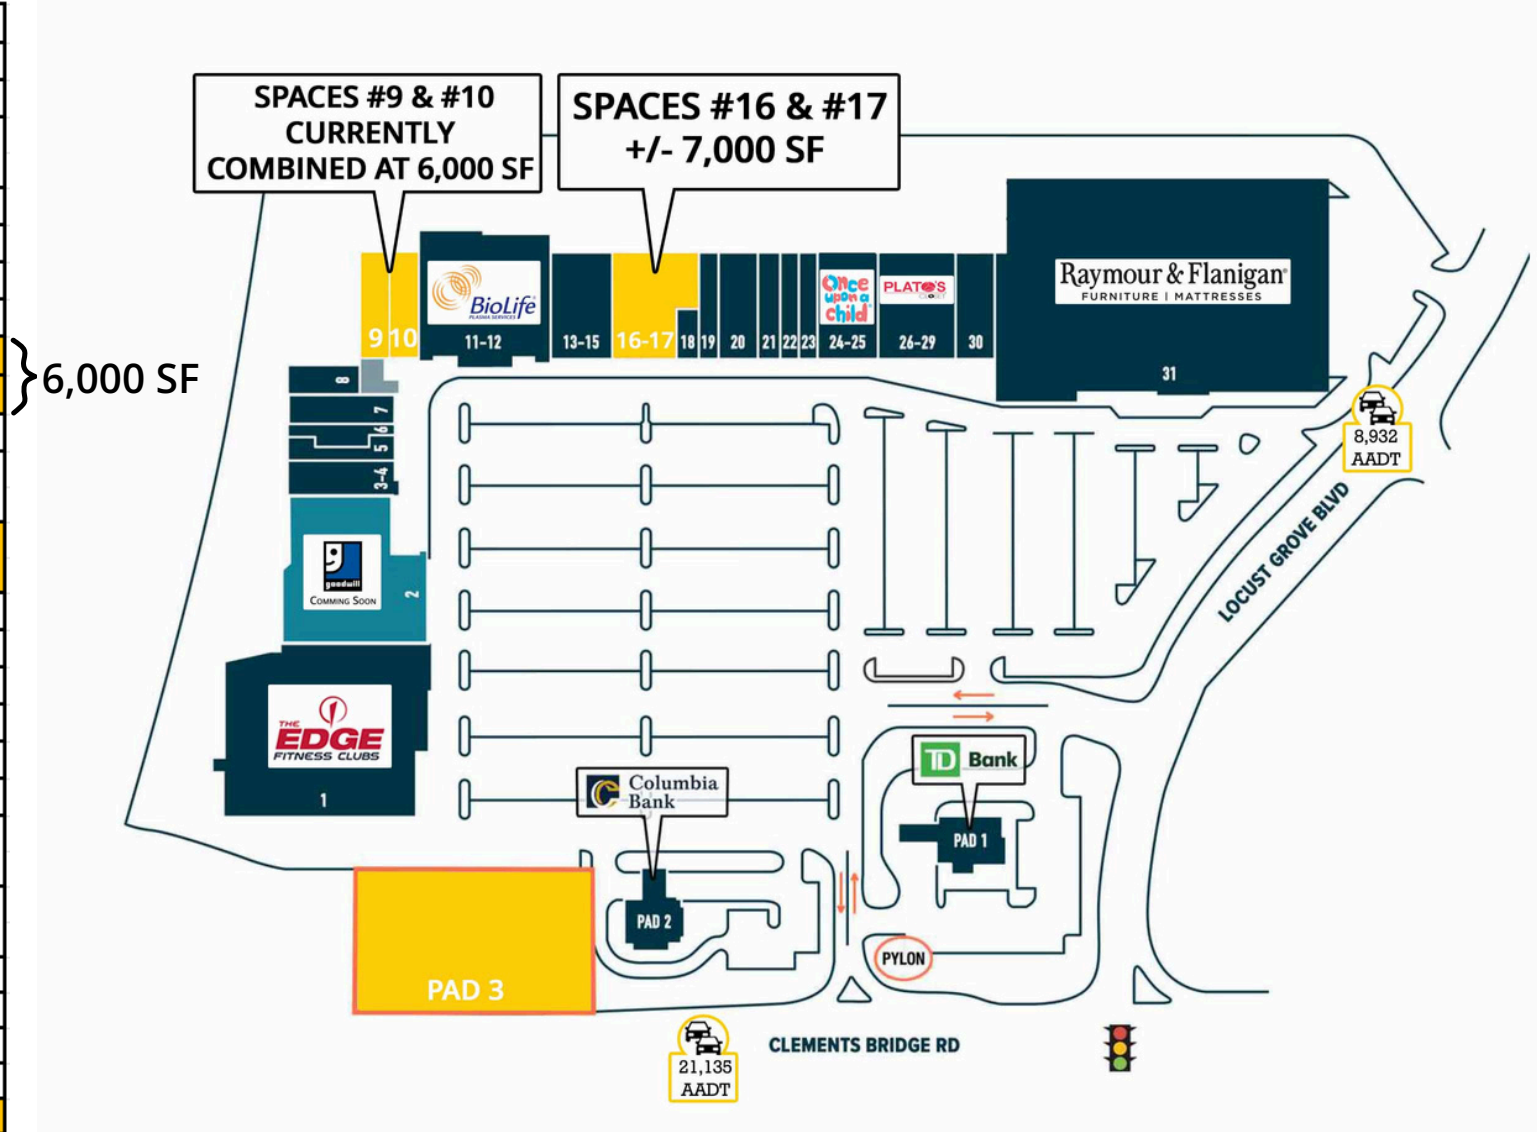 SPACES #9 & #10
CURRENTLY
COMBINED AT 6,000 SF
SPACES #16 & #17
+/- 7,000 SF
BioLife
PLASMA SERVICES
Once
upon a
child
PLATO'S
CLOSET
Raymour & Flanigan
FURNITURE | MATTRESSES
9
10
11-12
13-15
16-17
18
19
20
21
22
23
24-25
26-29
30
31
6,000 SF
8
7
6
5
3-4
8,932
AADT
LOCUST GROVE BLVD
goodwill
COMMING SOON
2
THE
EDGE
FITNESS CLUBS
1
Columbia
Bank
TD Bank
PAD 1
PAD 2
PYLON
PAD 3
CLEMENTS BRIDGE RD
21,135
AADT